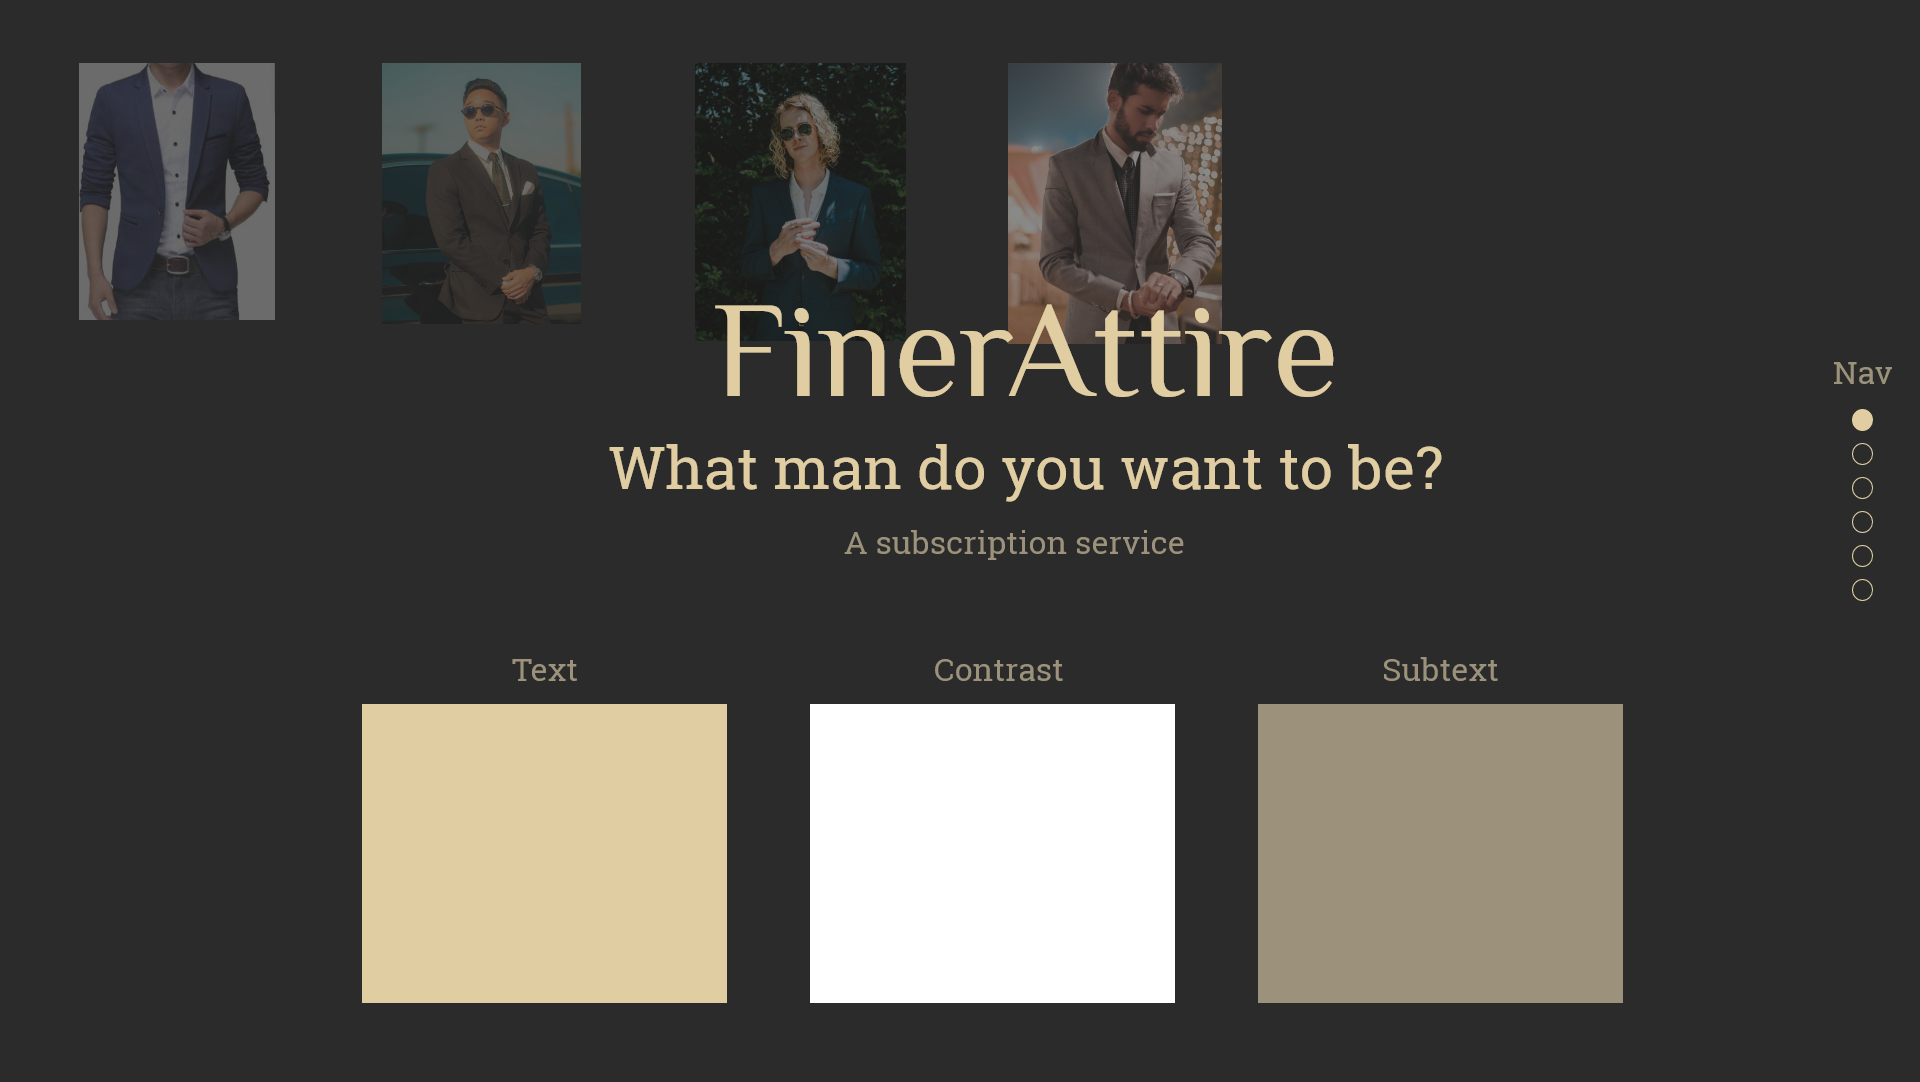 FinerAttire
What man do you want to be?
A subscription service
Nav
Text
Contrast
Subtext